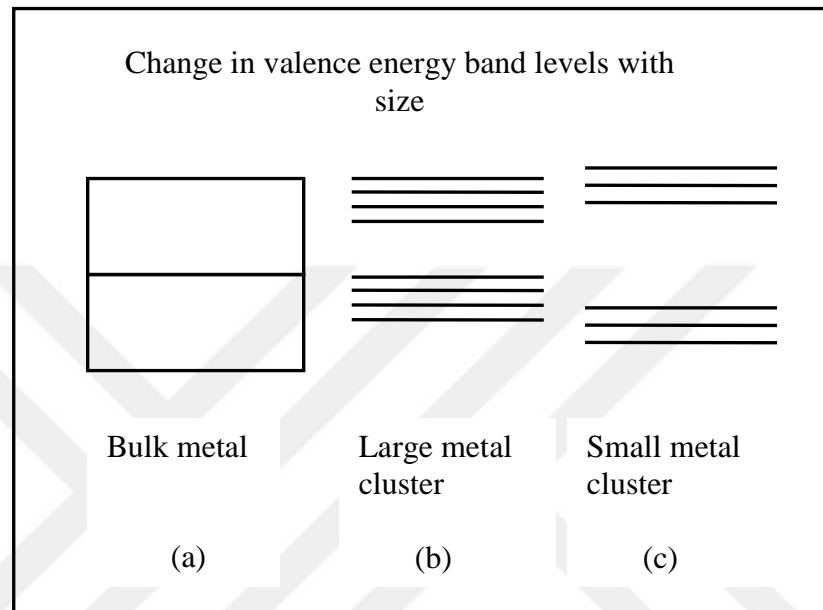 Change in valence energy band levels with
size
Bulk metal
Large metal
cluster
Small metal
cluster
(a)
(b)
(c)